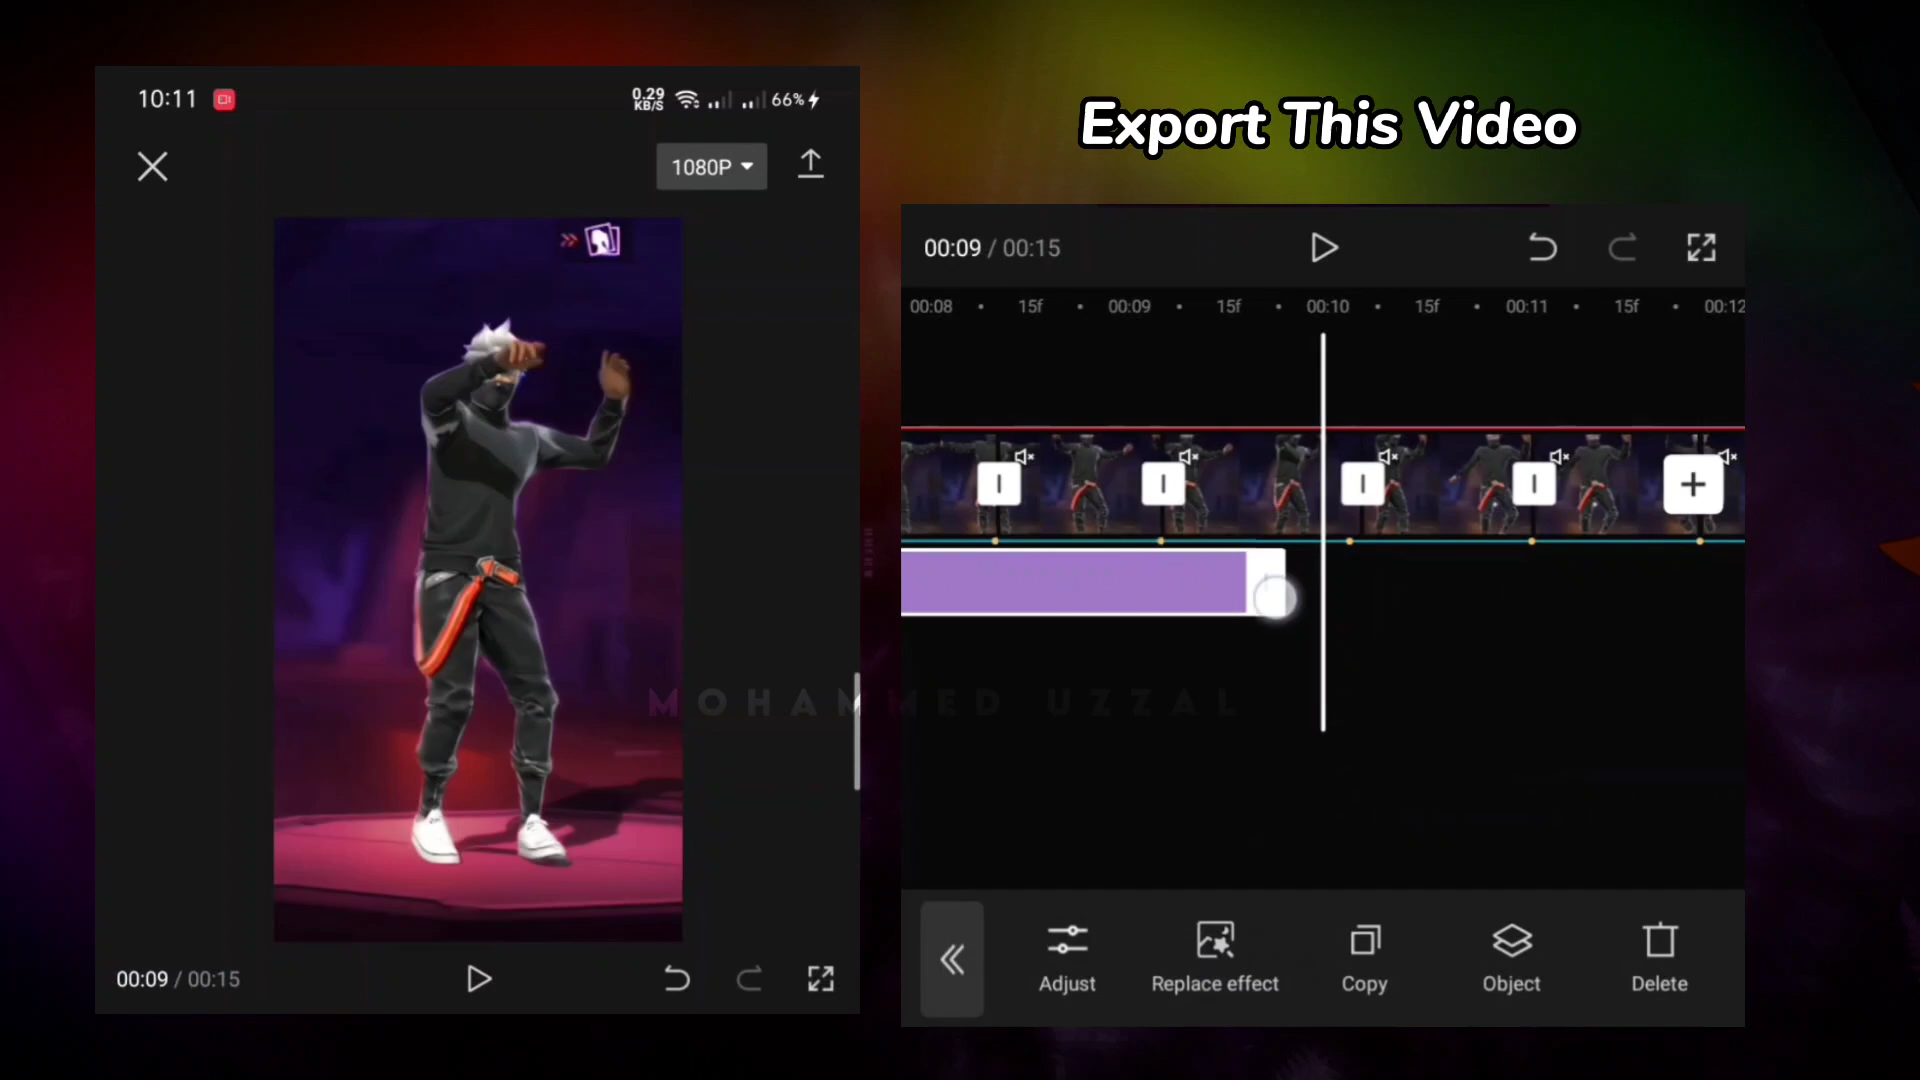 10:11
0.29
KB/S
66%
1080P
00:09 / 00:15
Export This Video
00:09 / 00:15
00:08 15f 00:09 15f 00:10 15f 00:11 15f 00:12
MOHAMMED UZZAL
Adjust
Replace effect
Copy
Object
Delete